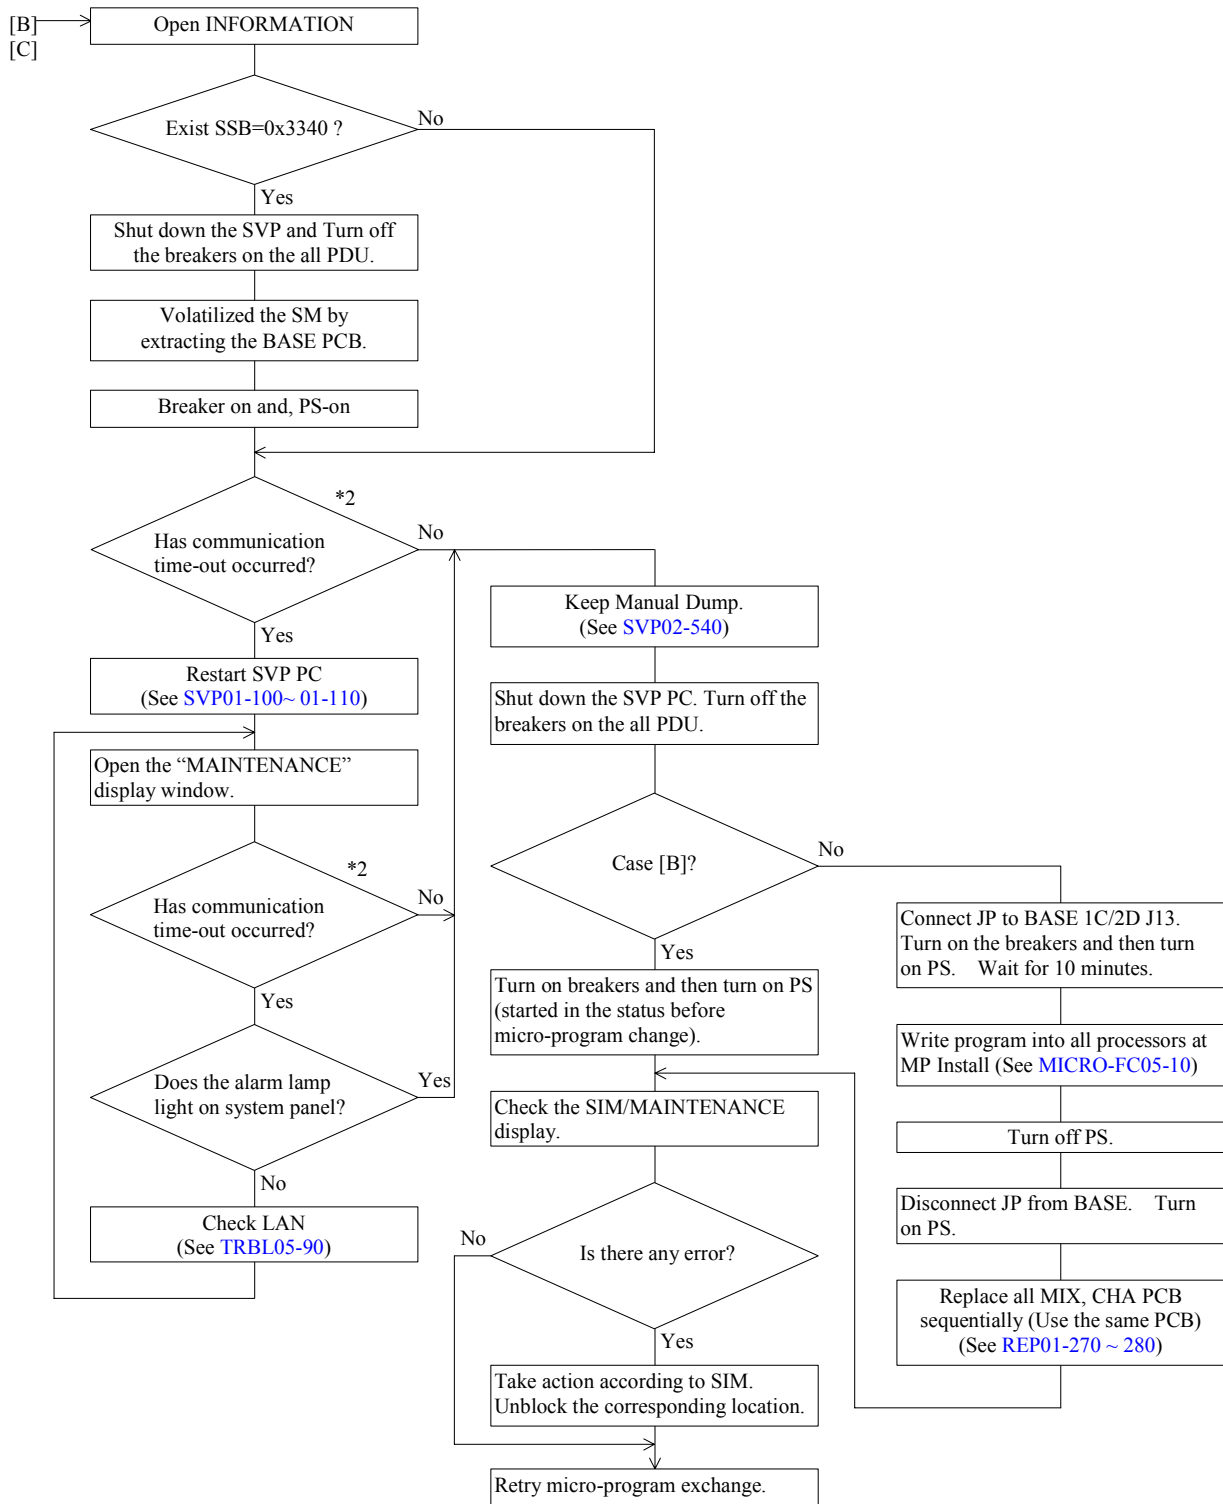 [B]
[C]
Open INFORMATION
Exist SSB=0x3340 ?
No
Yes
Shut down the SVP and Turn off
the breakers on the all PDU.
Volatilized the SM by
extracting the BASE PCB.
Breaker on and, PS-on
*2
Has communication
time-out occurred?
No
Yes
Restart SVP PC
(See SVP01-100~ 01-110)
Open the “MAINTENANCE”
display window.
*2
Has communication
time-out occurred?
No
Yes
Does the alarm lamp
light on system panel?
Yes
No
Check LAN
(See TRBL05-90)
Keep Manual Dump.
(See SVP02-540)
Shut down the SVP PC. Turn off the
breakers on the all PDU.
Case [B]?
No
Yes
Turn on breakers and then turn on PS
(started in the status before
micro-program change).
Check the SIM/MAINTENANCE
display.
Is there any error?
No
Yes
Take action according to SIM.
Unblock the corresponding location.
Retry micro-program exchange.
Connect JP to BASE 1C/2D J13.
Turn on the breakers and then turn
on PS. Wait for 10 minutes.
Write program into all processors at
MP Install (See MICRO-FC05-10)
Turn off PS.
Disconnect JP from BASE. Turn
on PS.
Replace all MIX, CHA PCB
sequentially (Use the same PCB)
(See REP01-270 ~ 280)